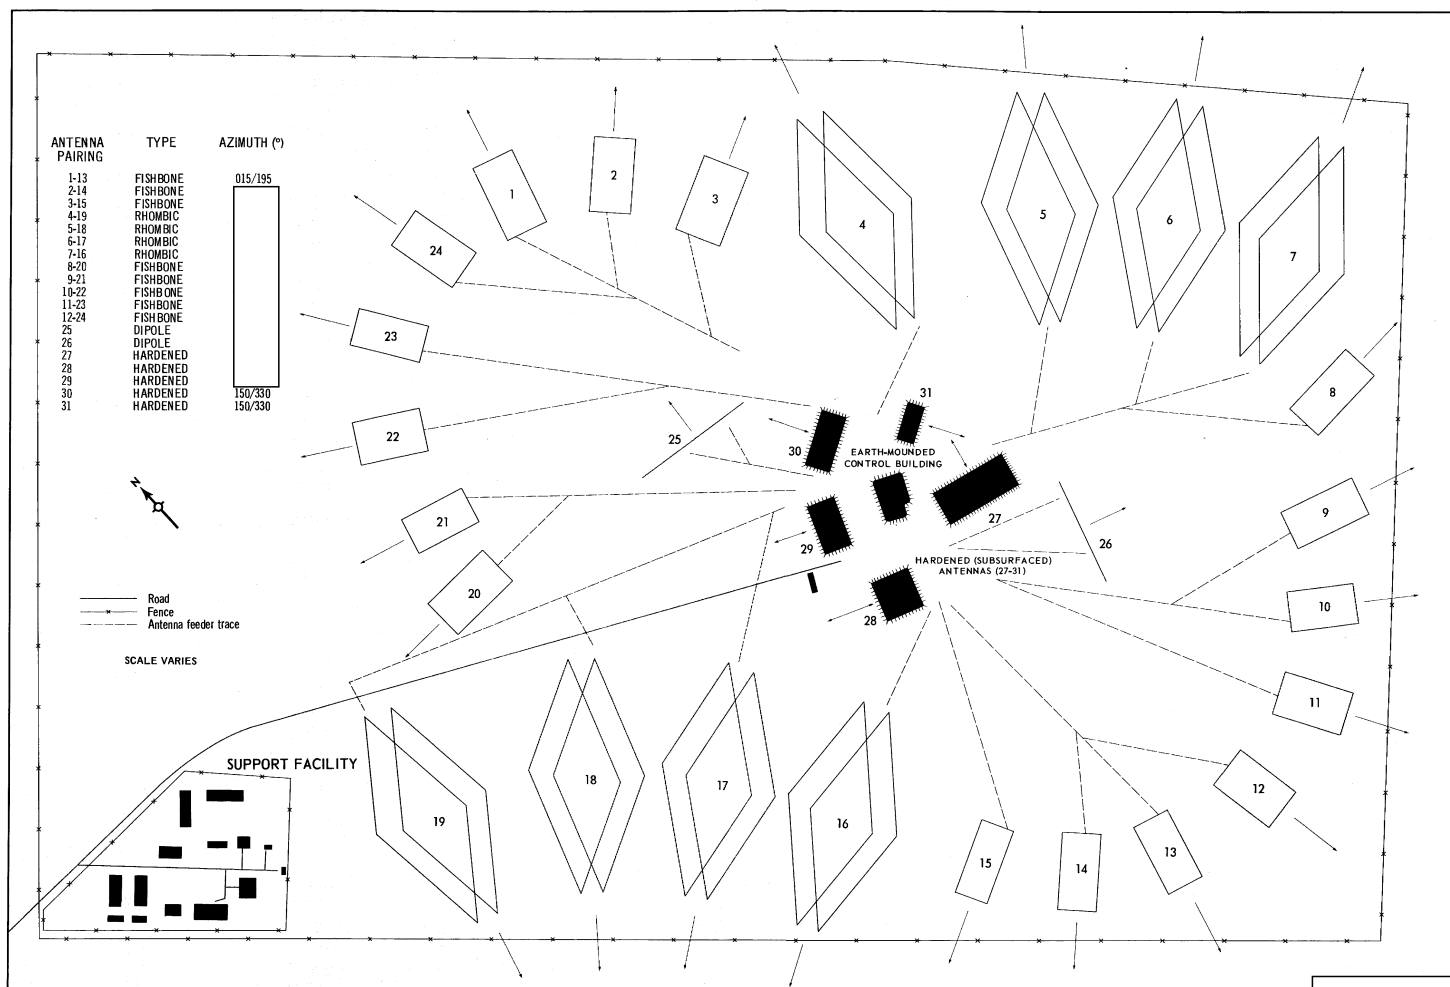 ANTENNA TYPE AZIMUTH (°)
PAIRING
1-13 FISHBONE 015/195
2-14 FISHBONE
3-15 FISHBONE
4-19 RHOMBIC
5-18 RHOMBIC
6-17 RHOMBIC
7-16 RHOMBIC
8-20 FISHBONE
9-21 FISHBONE
10-22 FISHBONE
11-23 FISHBONE
12-24 FISHBONE
25 DIPOLE
26 DIPOLE
27 HARDENED
28 HARDENED
29 HARDENED
30 HARDENED 150/330
31 HARDENED 150/330
N
Road
Fence
Antenna feeder trace
SCALE VARIES
1
2
3
4
5
6
7
24
23
22
21
20
25
30
31
EARTH-MOUNDED
CONTROL BUILDING
29
27
26
HARDENED (SUBSURFACED)
ANTENNAS (27-31)
28
8
9
10
11
12
13
14
15
16
17
18
19
SUPPORT FACILITY